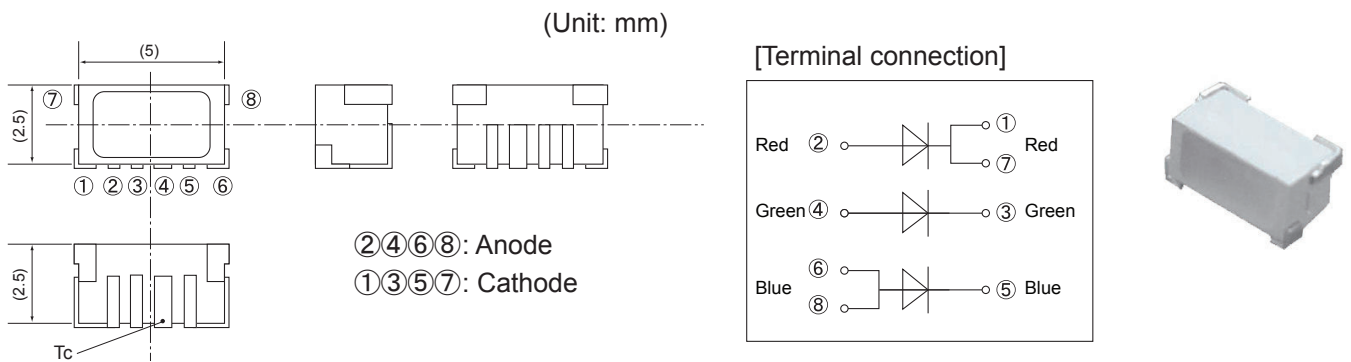 (Unit: mm)
(5)
(2.5)
⑦ ⑧
① ② ③ ④ ⑤ ⑥
(2.5)
Tc
②④⑥⑧: Anode
①③⑤⑦: Cathode
[Terminal connection]
Red ② ① Red
⑦
Green ④ ③ Green
⑥
Blue ⑤ Blue
⑧